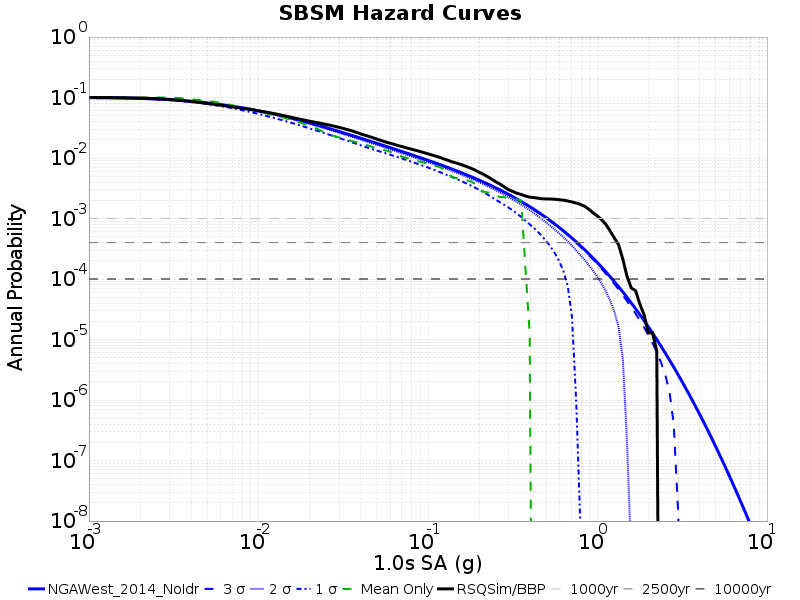 SBSM Hazard Curves
10^0
10^-1
10^-2
10^-3
10^-4
10^-5
10^-6
10^-7
10^-8
Annual Probability
10^-3 10^-2 10^-1 10^0 10^1
1.0s SA (g)
NGAWest_2014_NoIdr 3 σ 2 σ 1 σ Mean Only RSQSim/BBP 1000yr 2500yr 10000yr